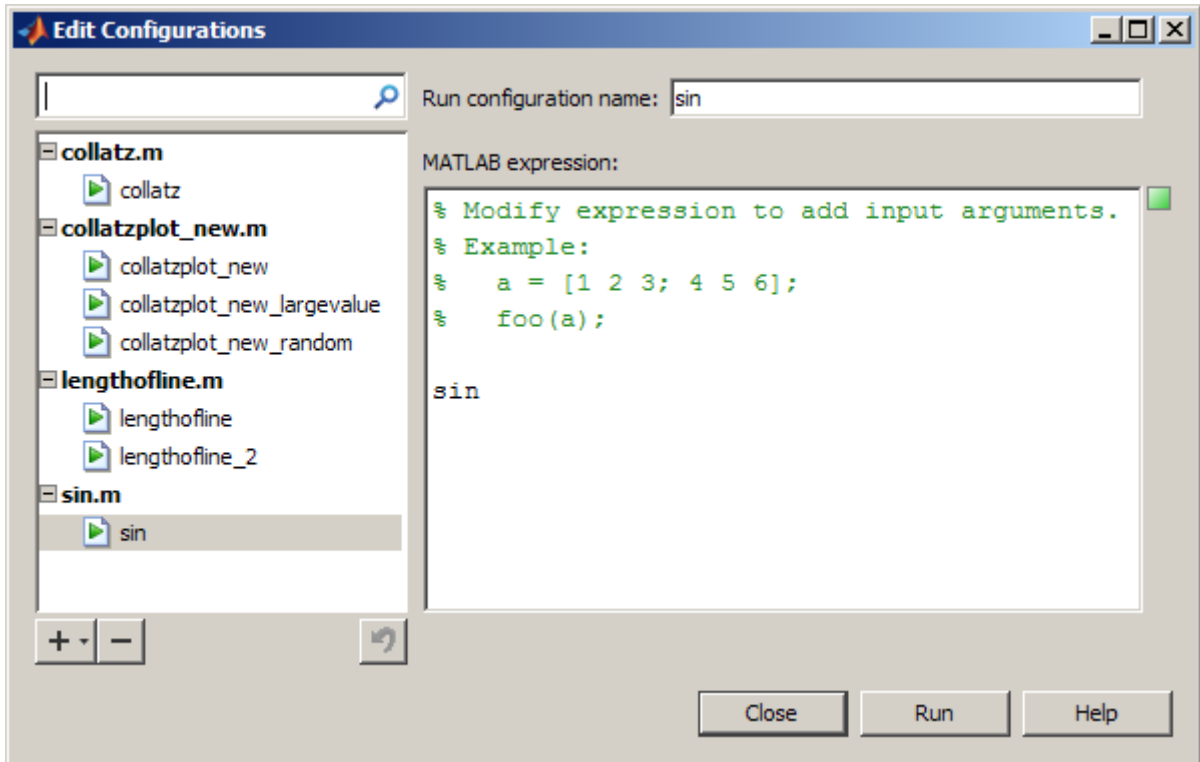 Edit Configurations
Run configuration name: sin
collatz.m
collatz
collatzplot_new.m
collatzplot_new
collatzplot_new_largevalue
collatzplot_new_random
lengthofline.m
lengthofline
lengthofline_2
sin.m
sin
MATLAB expression:
% Modify expression to add input arguments.
% Example:
%   a = [1 2 3; 4 5 6];
%   foo(a);
sin
Close
Run
Help